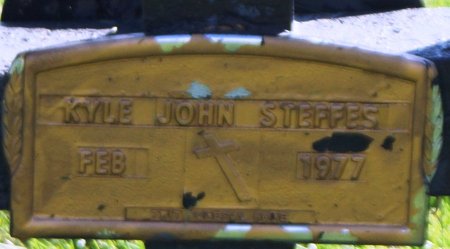 KYLE JOHN STEFFES
FEB 1977